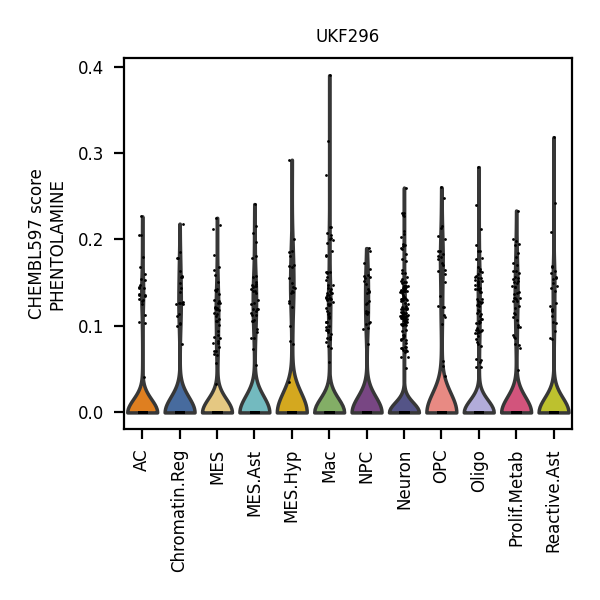 UKF296
CHEMBL597 score
PHENTOLAMINE
0.4
0.3
0.2
0.1
0.0
AC
Chromatin.Reg
MES
MES.Ast
MES.Hyp
Mac
NPC
Neuron
OPC
Oligo
Prolif.Metab
Reactive.Ast